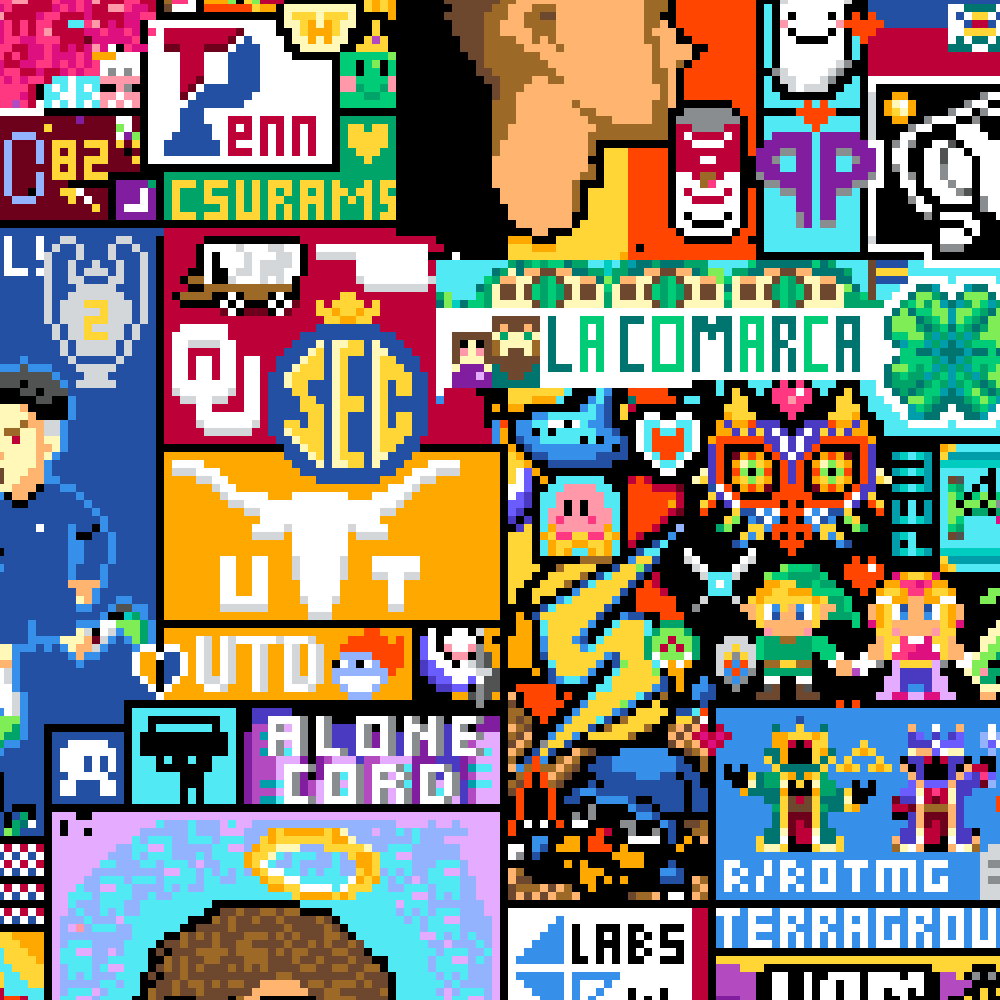 Penn
C 82
CSURAMS
2
OU
SEC
LA COMARCA
PEW
U T
UTD
ALONE
CORD
R/ROTMG
LABS
TERRAGROU